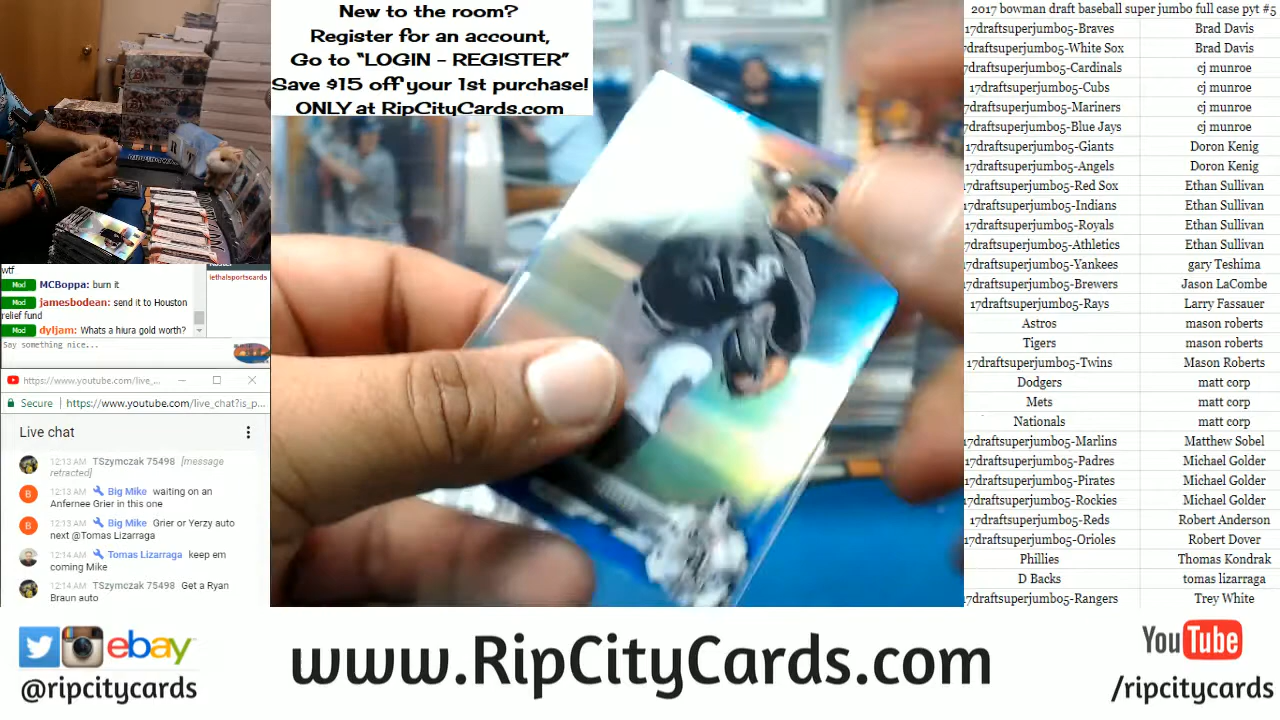 New to the room?
Register for an account,
Go to "LOGIN - REGISTER"
Save $15 off your 1st purchase!
ONLY at RipCityCards.com
wtf
Mod MCBoppa: burn it
Mod jamesbodean: send it to Houston
relief fund
Mod dyljam: Whats a hiura gold worth?
Say something nice...
lethalsportscards
https://www.youtube.com/live_...
Secure https://www.youtube.com/live_chat?is_p...
Live chat
12:13 AM TSzymczak 75498 [message
retracted]
B 12:13 AM Big Mike waiting on an
Anfernee Grier in this one
B 12:13 AM Big Mike Grier or Yerzy auto
next @Tomas Lizarraga
12:14 AM Tomas Lizarraga keep em
coming Mike
12:14 AM TSzymczak 75498 Get a Ryan
Braun auto
2017 bowman draft baseball super jumbo full case pyt #5
17draftsuperjumbo5-Braves Brad Davis
17draftsuperjumbo5-White Sox Brad Davis
17draftsuperjumbo5-Cardinals cj munroe
17draftsuperjumbo5-Cubs cj munroe
17draftsuperjumbo5-Mariners cj munroe
17draftsuperjumbo5-Blue Jays cj munroe
17draftsuperjumbo5-Giants Doron Kenig
17draftsuperjumbo5-Angels Doron Kenig
17draftsuperjumbo5-Red Sox Ethan Sullivan
17draftsuperjumbo5-Indians Ethan Sullivan
17draftsuperjumbo5-Royals Ethan Sullivan
17draftsuperjumbo5-Athletics Ethan Sullivan
17draftsuperjumbo5-Yankees gary Teshima
17draftsuperjumbo5-Brewers Jason LaCombe
17draftsuperjumbo5-Rays Larry Fassauer
Astros mason roberts
Tigers mason roberts
17draftsuperjumbo5-Twins Mason Roberts
Dodgers matt corp
Mets matt corp
Nationals matt corp
17draftsuperjumbo5-Marlins Matthew Sobel
17draftsuperjumbo5-Padres Michael Golder
17draftsuperjumbo5-Pirates Michael Golder
17draftsuperjumbo5-Rockies Michael Golder
17draftsuperjumbo5-Reds Robert Anderson
17draftsuperjumbo5-Orioles Robert Dover
Phillies Thomas Kondrak
D Backs tomas lizarraga
17draftsuperjumbo5-Rangers Trey White
ebay
@ripcitycards
www.RipCityCards.com
YouTube
/ripcitycards